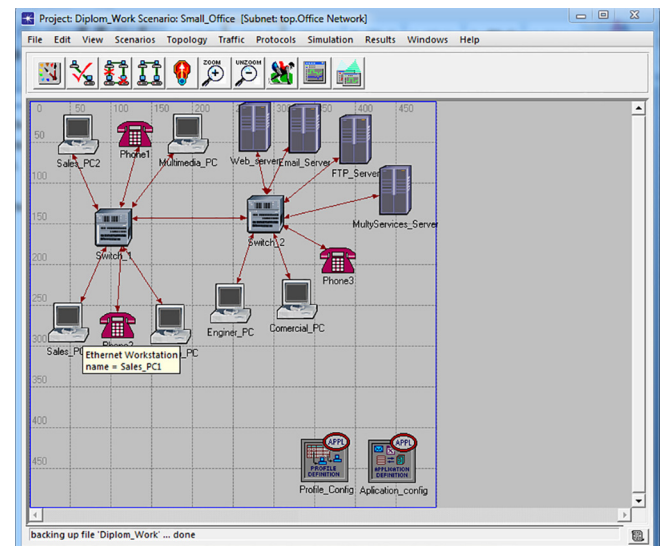 Project: Diplom_Work Scenario: Small_Office [Subnet: top.Office Network]
File Edit View Scenarios Topology Traffic Protocols Simulation Results Windows Help
ZOOM UNZOOM
0 50 100 150 200 300 350 400 450
50
100
150
200
250
300
350
400
450
Sales_PC2
Phone1
Multimedia_PC
Web_server
Email_Server
FTP_Server
MultyServices_Server
Switch_1
Switch_2
Phone3
Enginer_PC
Comercial_PC
Ethernet Workstation
name = Sales_PC1
APPL
PROFILE DEFINITION
Profile_Config
APPL
APPLICATION DEFINITION
Aplication_config
backing up file 'Diplom_Work' ... done